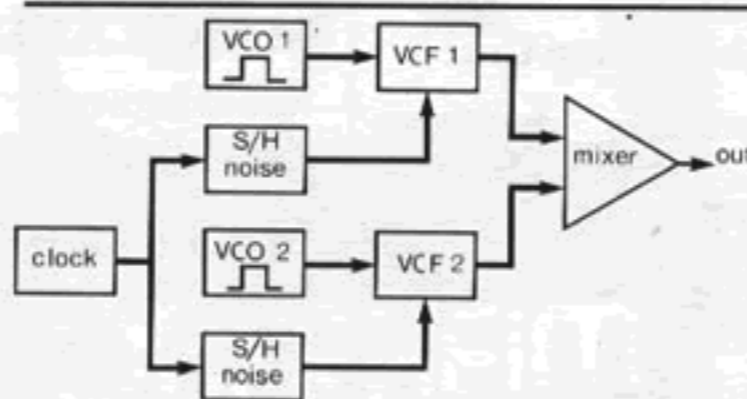 VCO 1
VCF 1
S/H
noise
mixer
out
clock
VCO 2
VCF 2
S/H
noise